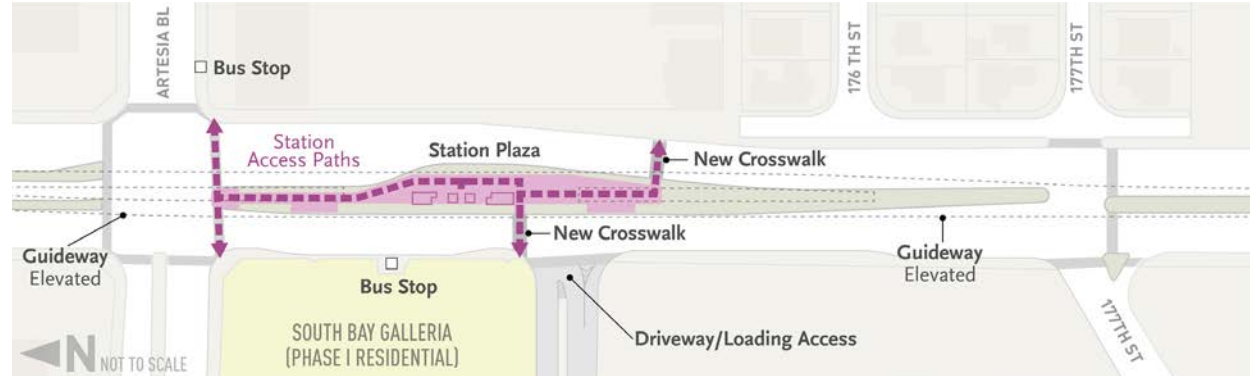 ARTESIA BL
Bus Stop
176 TH ST
177TH ST
Station
Access Paths
Station Plaza
New Crosswalk
New Crosswalk
Guideway
Elevated
Guideway
Elevated
Bus Stop
SOUTH BAY GALLERIA
(PHASE I RESIDENTIAL)
Driveway/Loading Access
177TH ST
N NOT TO SCALE